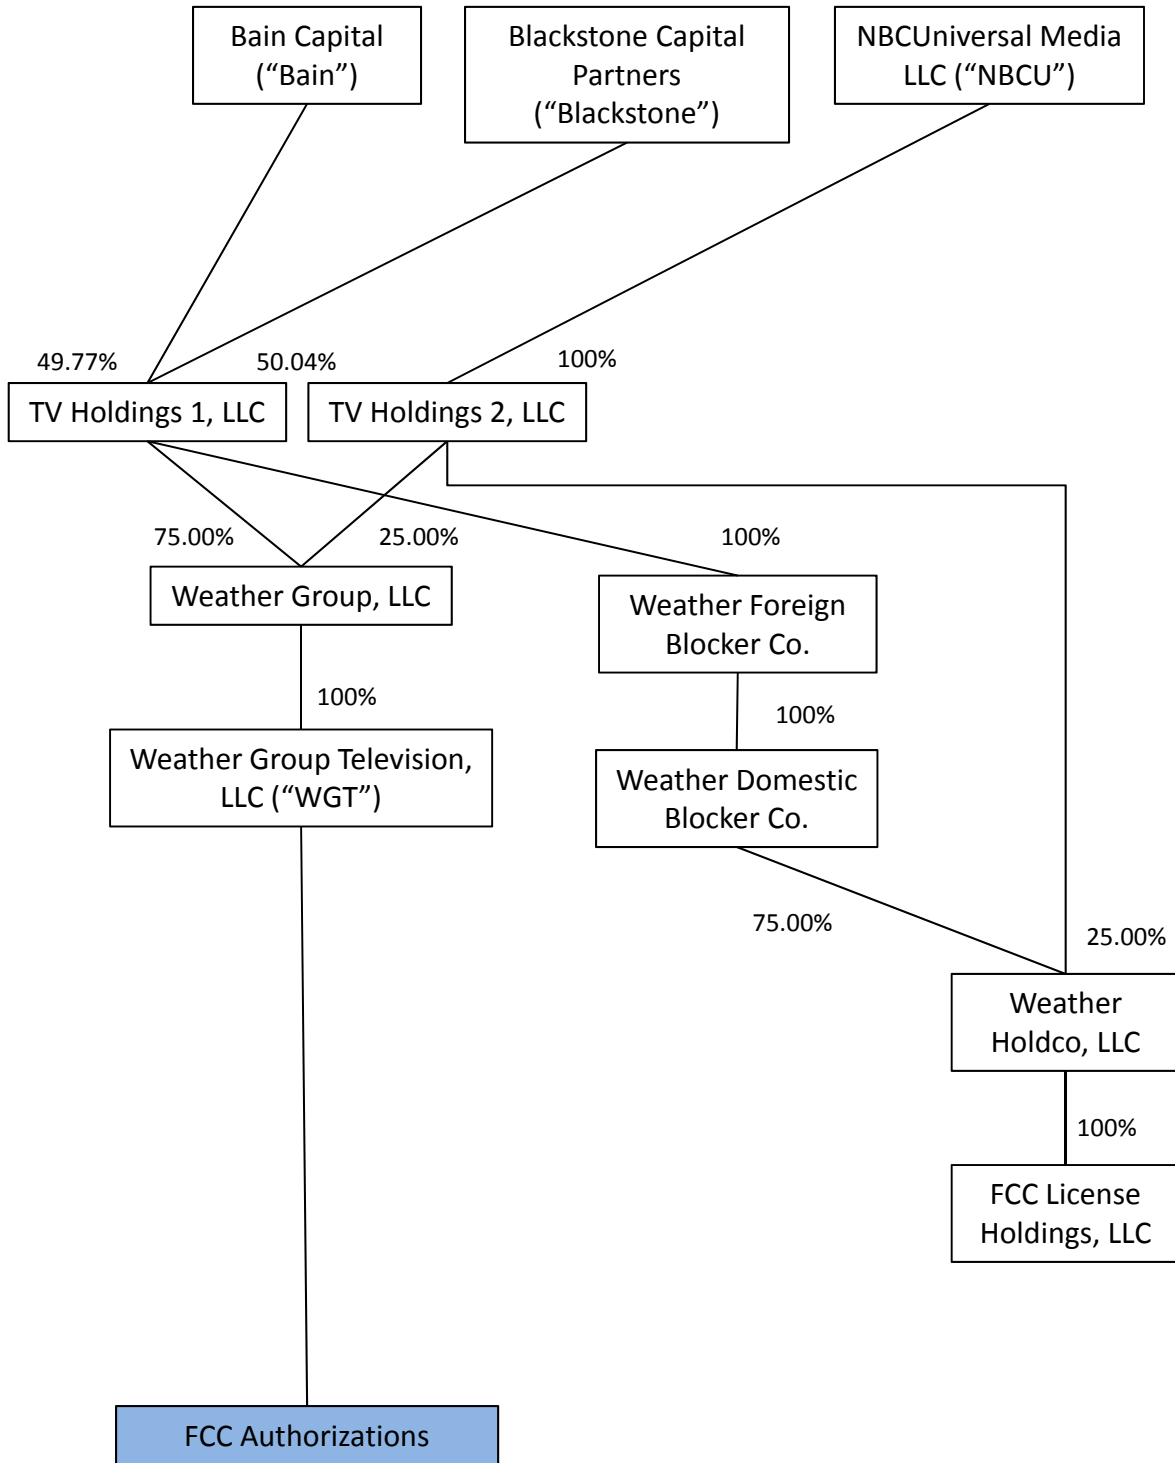 Bain Capital
(“Bain”)
Blackstone Capital
Partners
(“Blackstone”)
NBCUniversal Media
LLC (“NBCU”)
49.77%
50.04%
100%
TV Holdings 1, LLC
TV Holdings 2, LLC
75.00%
25.00%
100%
Weather Group, LLC
Weather Foreign
Blocker Co.
100%
100%
Weather Group Television,
LLC (“WGT”)
Weather Domestic
Blocker Co.
75.00%
25.00%
Weather
Holdco, LLC
100%
FCC License
Holdings, LLC
FCC Authorizations